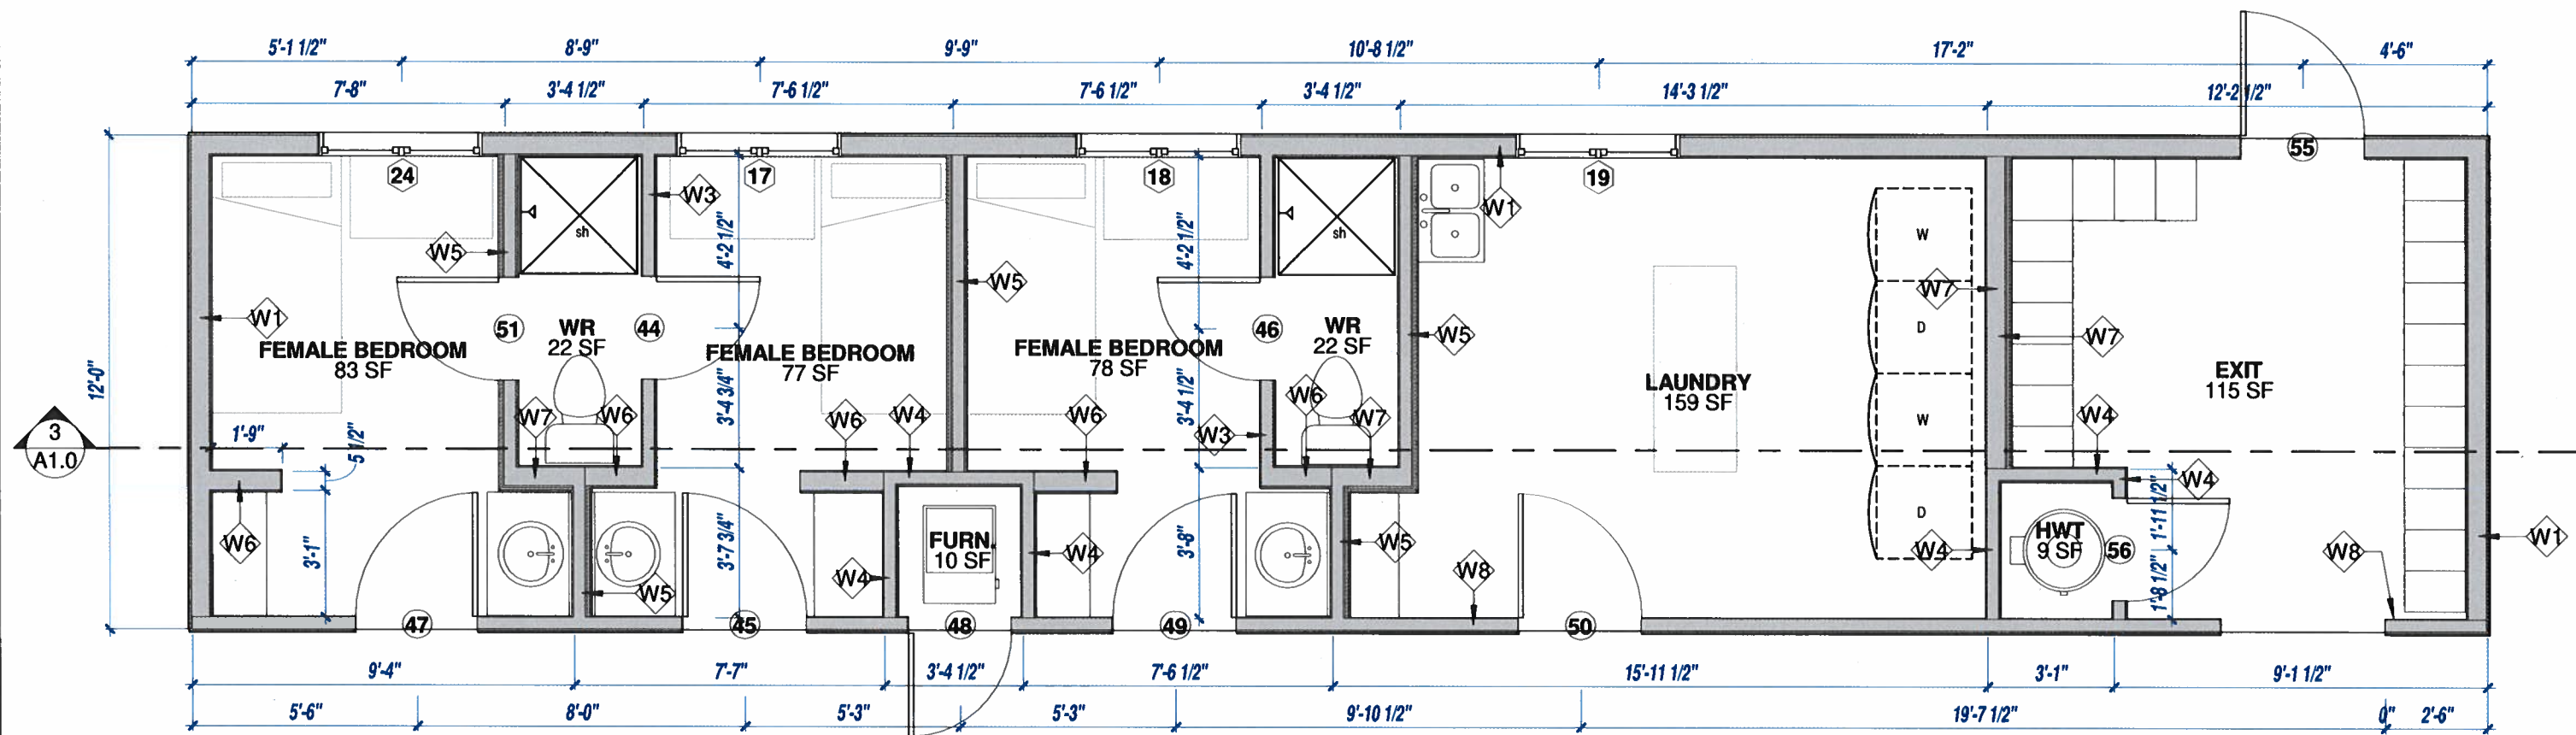 5'-1 1/2" 8'-9" 9'-9" 10'-8 1/2" 17'-2" 4'-6"
7'-8" 3'-4 1/2" 7'-6 1/2" 7'-6 1/2" 3'-4 1/2" 14'-3 1/2" 12'-2 1/2"
55
24 17 18 19
W3 W1
sh sh
4'-2 1/2" 4'-2 1/2"
W W5 W5
W7
W1 51 WR 44 46 WR D W5 W7
22 SF 22 SF
FEMALE BEDROOM FEMALE BEDROOM FEMALE BEDROOM
83 SF 77 SF 78 SF
LAUNDRY
159 SF
EXIT
115 SF
12'-0"
3'-4 3/4" 3'-4 1/2"
W7 W6 W6 W4 W6 W6 W7 W W4
3
A1.0
1'-9" 5 1/2" W3
W4
1'-11 1/2"
D
W6 3'-1" 3'-7 3/4" FURN.
10 SF
W4 3'-8" W5 W4 HWT
9 SF
56 W8 W1
W5 W4 W8 1'-8 1/2"
47 45 48 49 50
9'-4" 7'-7" 3'-4 1/2" 7'-6 1/2" 15'-11 1/2" 3'-1" 9'-1 1/2"
5'-6" 8'-0" 5'-3" 5'-3" 9'-10 1/2" 19'-7 1/2" 0" 2'-6"